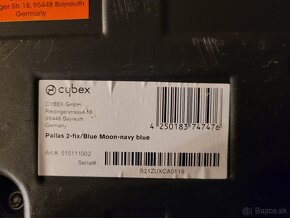 nger Str. 18, 95448 Bayreuth
Germany
cybex
CYBEX GmbH
Riedingerstrasse 18
95448 Bayreuth
Germany
4 250183 747476
Pallas 2-fix/Blue Moon-navy blue
Art.#: 515111002
Serial#
S21ZUXCA0119
bazos.sk